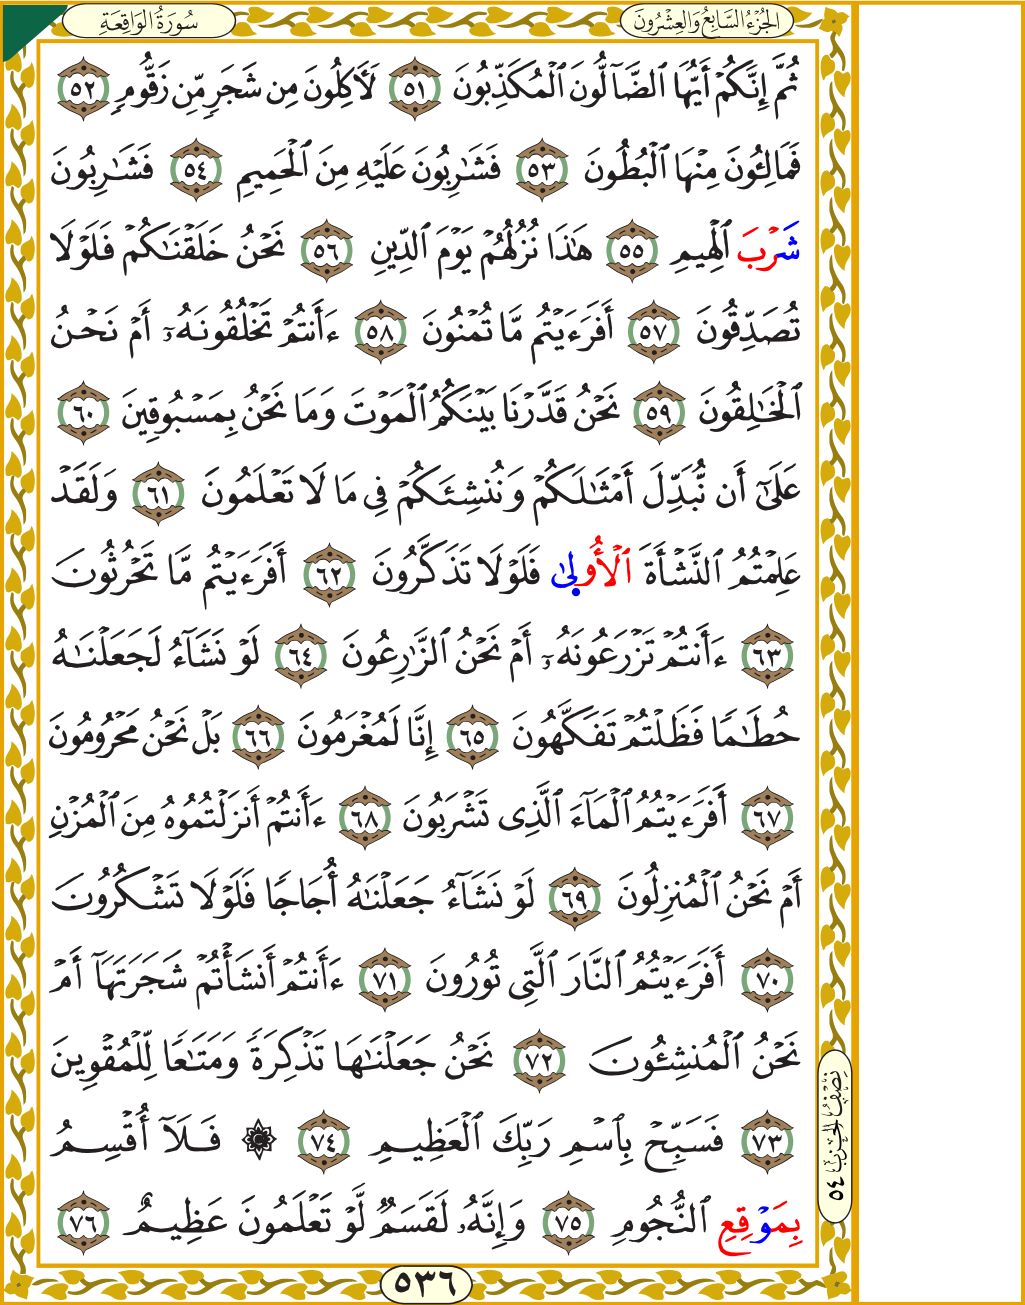 سُورَةُ الوَاقِعَةِ
الجُزْءُ السَّابِعُ وَالعِشْرُونَ
ثُمَّ إِنَّكُمْ أَيُّهَا ٱلضَّآلُّونَ ٱلْمُكَذِّبُونَ ٥١ لَأٓكِلُونَ مِن شَجَرٍ مِّن زَقُّومٍ ٥٢
فَمَالِـُٔونَ مِنْهَا ٱلْبُطُونَ ٥٣ فَشَٰرِبُونَ عَلَيْهِ مِنَ ٱلْحَمِيمِ ٥٤ فَشَٰرِبُونَ
شَرْبَ ٱلْهِيمِ ٥٥ هَٰذَا نُزُلُهُمْ يَوْمَ ٱلدِّينِ ٥٦ نَحْنُ خَلَقْنَٰكُمْ فَلَوْلَا
تُصَدِّقُونَ ٥٧ أَفَرَءَيْتُم مَّا تُمْنُونَ ٥٨ ءَأَنتُمْ تَخْلُقُونَهُۥٓ أَمْ نَحْنُ
ٱلْخَٰلِقُونَ ٥٩ نَحْنُ قَدَّرْنَا بَيْنَكُمُ ٱلْمَوْتَ وَمَا نَحْنُ بِمَسْبُوقِينَ ٦٠
عَلَىٰٓ أَن نُّبَدِّلَ أَمْثَٰلَكُمْ وَنُنشِئَكُمْ فِى مَا لَا تَعْلَمُونَ ٦١ وَلَقَدْ
عَلِمْتُمُ ٱلنَّشْأَةَ ٱلْأُولَىٰ فَلَوْلَا تَذَكَّرُونَ ٦٢ أَفَرَءَيْتُم مَّا تَحْرُثُونَ
٦٣ ءَأَنتُمْ تَزْرَعُونَهُۥٓ أَمْ نَحْنُ ٱلزَّٰرِعُونَ ٦٤ لَوْ نَشَآءُ لَجَعَلْنَٰهُ
حُطَٰمًا فَظَلْتُمْ تَفَكَّهُونَ ٦٥ إِنَّا لَمُغْرَمُونَ ٦٦ بَلْ نَحْنُ مَحْرُومُونَ
٦٧ أَفَرَءَيْتُمُ ٱلْمَآءَ ٱلَّذِى تَشْرَبُونَ ٦٨ ءَأَنتُمْ أَنزَلْتُمُوهُ مِنَ ٱلْمُزْنِ
أَمْ نَحْنُ ٱلْمُنزِلُونَ ٦٩ لَوْ نَشَآءُ جَعَلْنَٰهُ أُجَاجًا فَلَوْلَا تَشْكُرُونَ
٧٠ أَفَرَءَيْتُمُ ٱلنَّارَ ٱلَّتِى تُورُونَ ٧١ ءَأَنتُمْ أَنشَأْتُمْ شَجَرَتَهَآ أَمْ
نَحْنُ ٱلْمُنشِـُٔونَ ٧٢ نَحْنُ جَعَلْنَٰهَا تَذْكِرَةً وَمَتَٰعًا لِّلْمُقْوِينَ
٧٣ فَسَبِّحْ بِٱسْمِ رَبِّكَ ٱلْعَظِيمِ ٧٤ ۞ فَلَآ أُقْسِمُ
بِمَوْقِعِ ٱلنُّجُومِ ٧٥ وَإِنَّهُۥ لَقَسَمٌ لَّوْ تَعْلَمُونَ عَظِيمٌ ٧٦
نِصْفُ الحِزْبِ ٥٤
٥٣٦